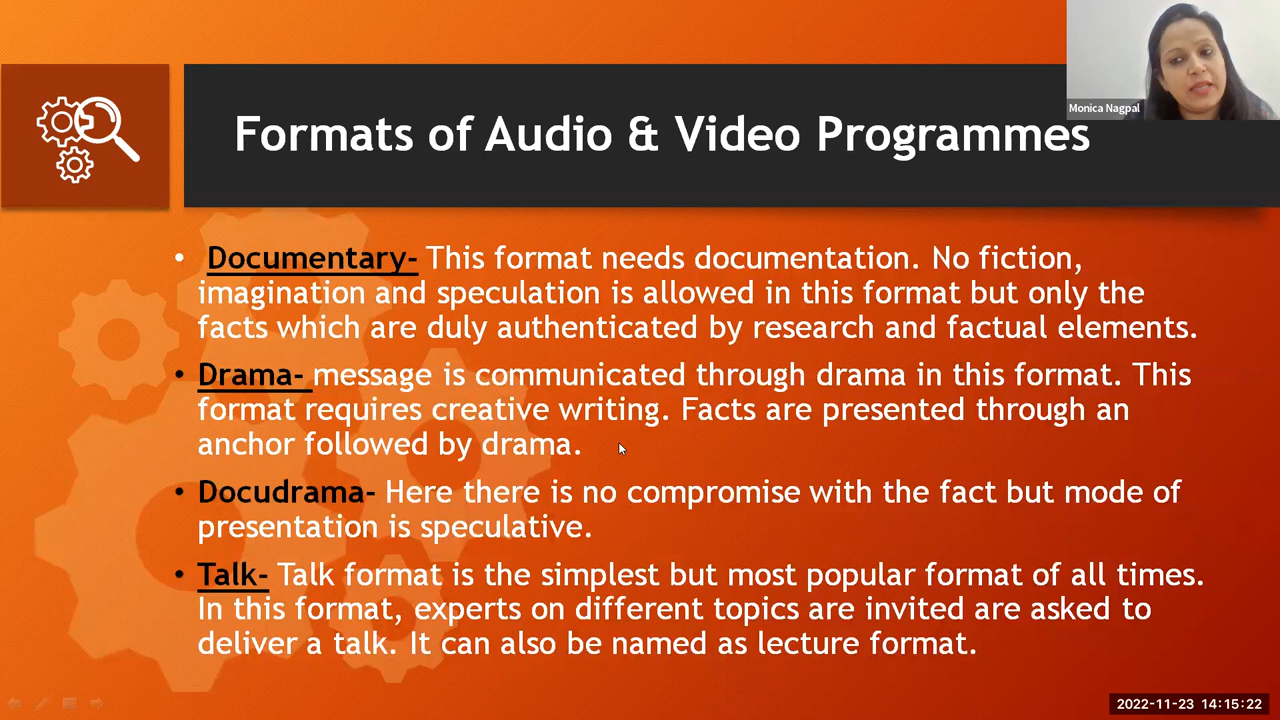 Monica Nagpal
Formats of Audio & Video Programmes
• Documentary- This format needs documentation. No fiction,
imagination and speculation is allowed in this format but only the
facts which are duly authenticated by research and factual elements.
• Drama- message is communicated through drama in this format. This
format requires creative writing. Facts are presented through an
anchor followed by drama.
• Docudrama- Here there is no compromise with the fact but mode of
presentation is speculative.
• Talk- Talk format is the simplest but most popular format of all times.
In this format, experts on different topics are invited are asked to
deliver a talk. It can also be named as lecture format.
2022-11-23 14:15:22